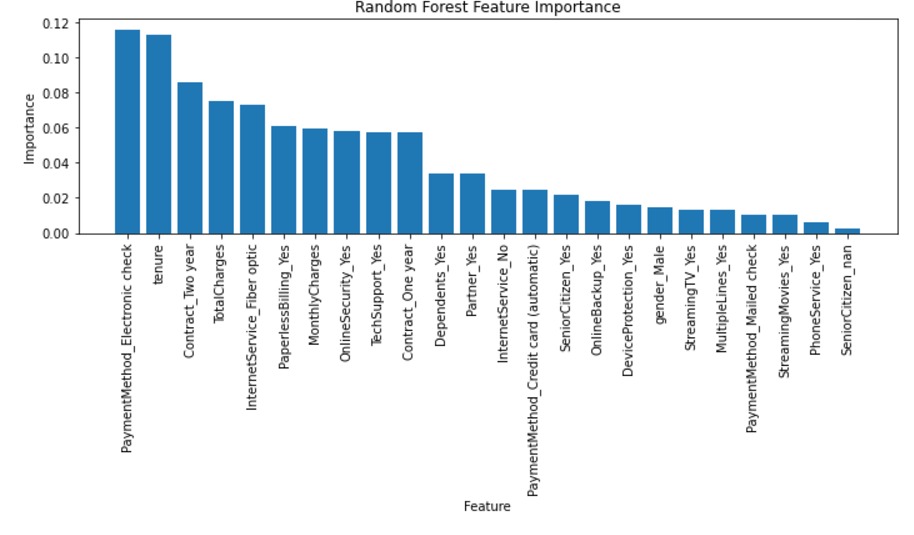 Random Forest Feature Importance
0.12
0.10
0.08
0.06
0.04
0.02
0.00
Importance
PaymentMethod_Electronic check
tenure
Contract_Two year
TotalCharges
InternetService_Fiber optic
PaperlessBilling_Yes
MonthlyCharges
OnlineSecurity_Yes
TechSupport_Yes
Contract_One year
Dependents_Yes
Partner_Yes
InternetService_No
PaymentMethod_Credit card (automatic)
SeniorCitizen_Yes
OnlineBackup_Yes
DeviceProtection_Yes
gender_Male
StreamingTV_Yes
MultipleLines_Yes
PaymentMethod_Mailed check
StreamingMovies_Yes
PhoneService_Yes
SeniorCitizen_nan
Feature